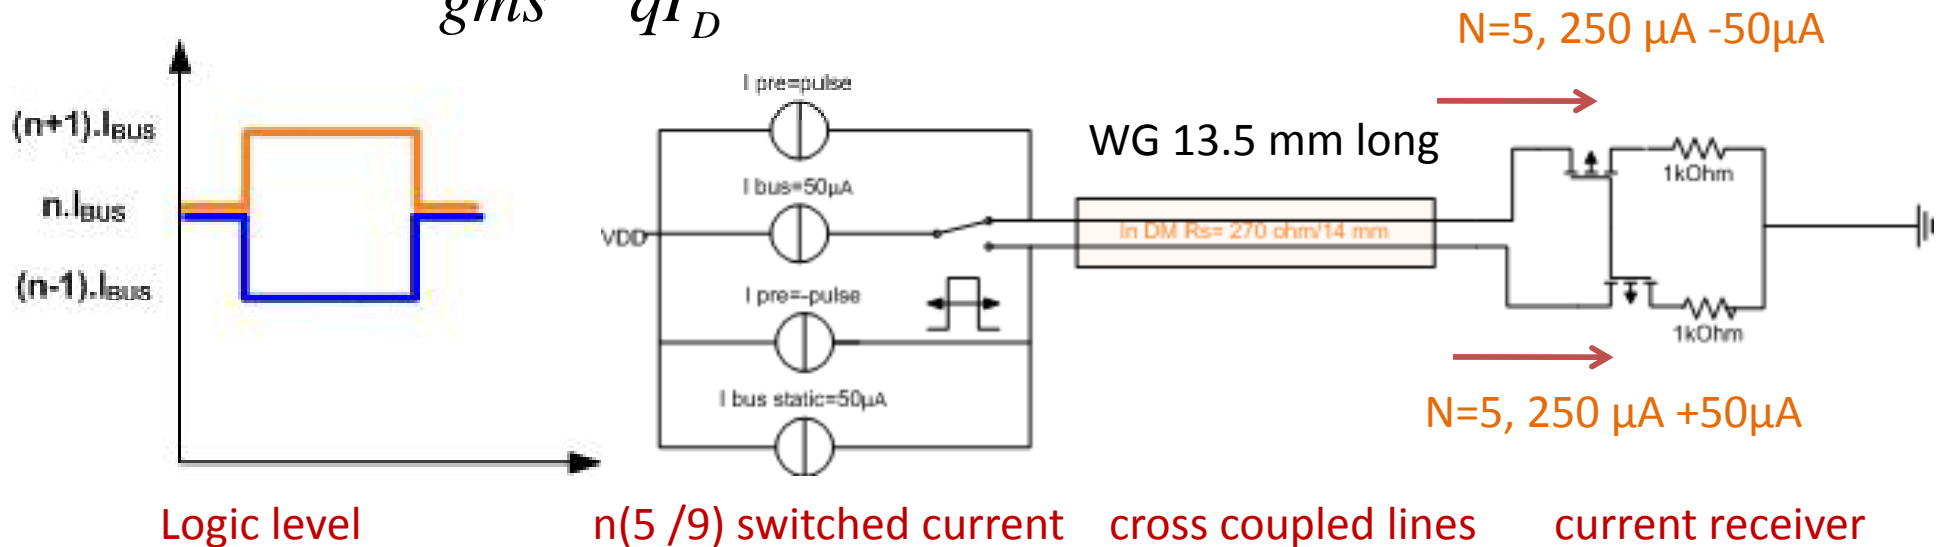 gms qI_D
N=5, 250 µA -50µA
(n+1).I_BUS
n.I_BUS
(n-1).I_BUS
I pre=pulse
I bus=50µA
VDD
I pre=-pulse
I bus static=50µA
WG 13.5 mm long
In DM Rs= 270 ohm/14 mm
1kOhm
1kOhm
N=5, 250 µA +50µA
Logic level
n(5 /9) switched current
cross coupled lines
current receiver